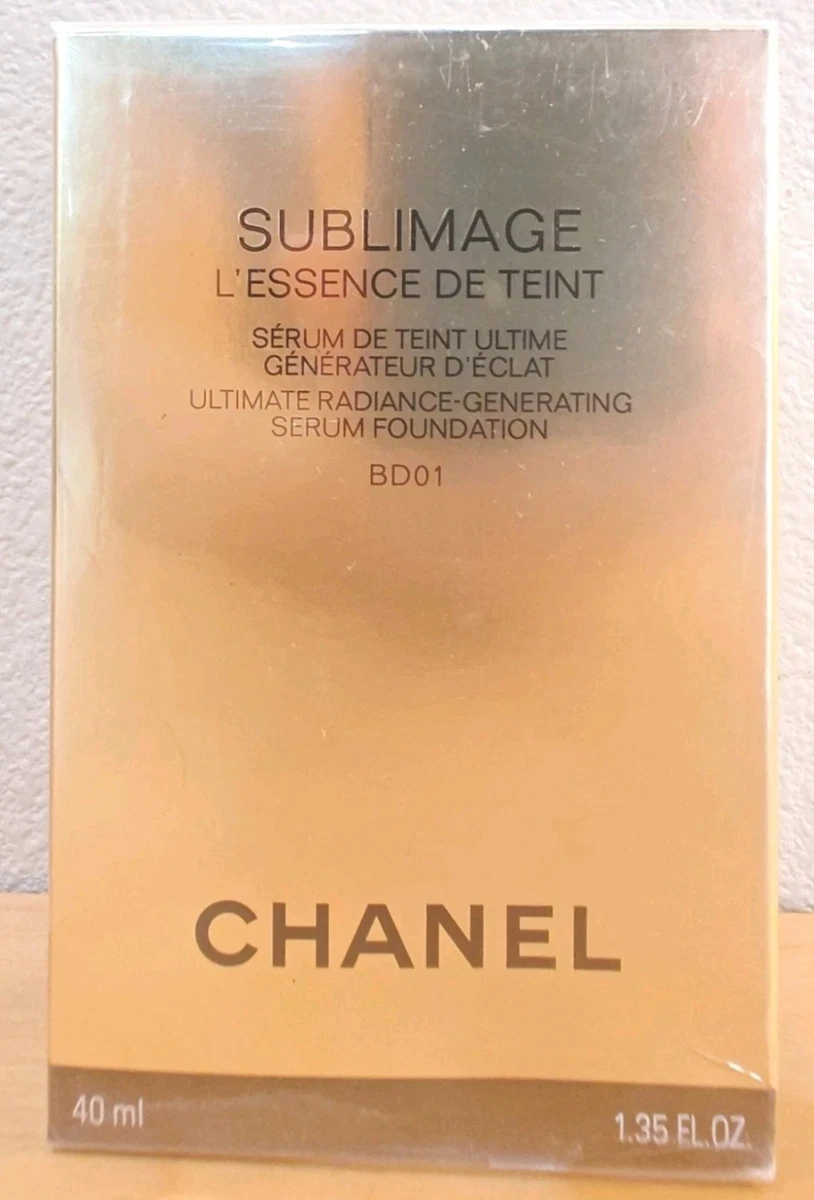 SUBLIMAGE
L'ESSENCE DE TEINT
SÉRUM DE TEINT ULTIME
GÉNÉRATEUR D'ÉCLAT
ULTIMATE RADIANCE-GENERATING
SERUM FOUNDATION
BD01
CHANEL
40 ml 1.35 FL.OZ.